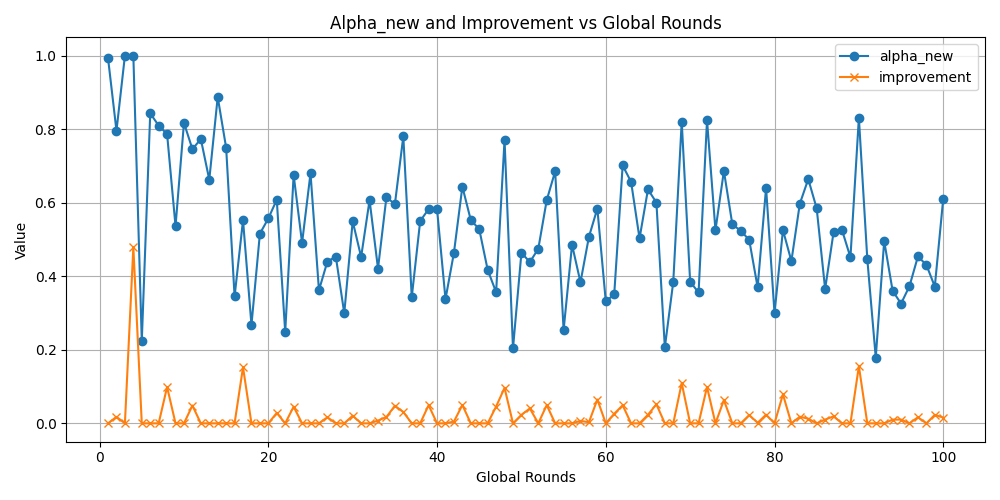 Alpha_new and Improvement vs Global Rounds
alpha_new
improvement
Value
1.0
0.8
0.6
0.4
0.2
0.0
0
20
40
60
80
100
Global Rounds